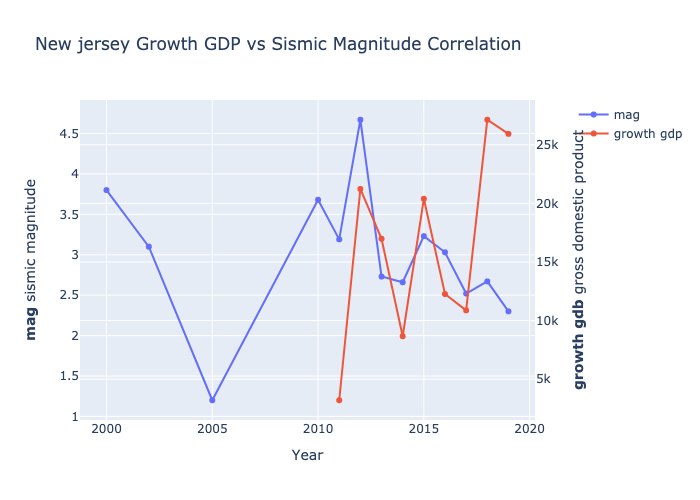 New jersey Growth GDP vs Sismic Magnitude Correlation
mag
growth gdp
4.5
4
3.5
3
2.5
2
1.5
1
mag sismic magnitude
25k
20k
15k
10k
5k
growth gdb gross domestic product
2000
2005
2010
2015
2020
Year